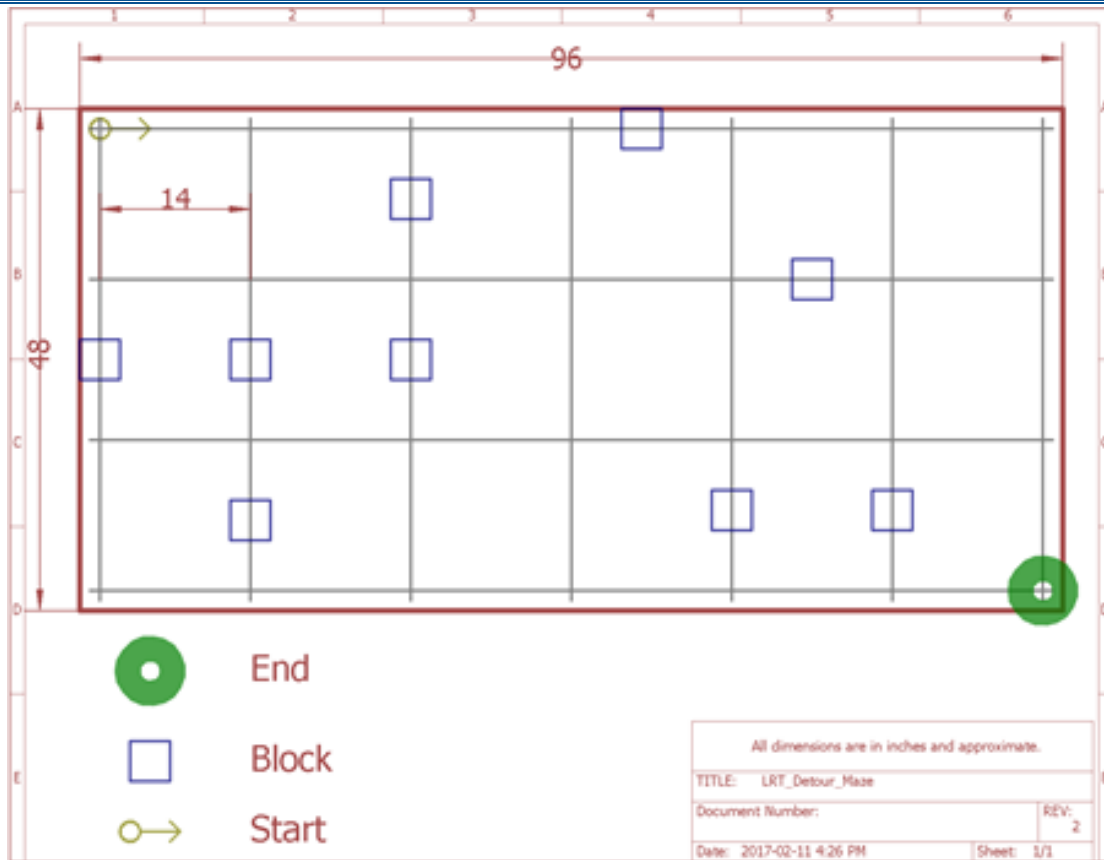 1 2 3 4 5 6
96
A A
14
B B
48
C C
D D
End
Block
Start
E
All dimensions are in inches and approximate.
TITLE: LRT_Detour_Maze
Document Number:
REV:
2
Date: 2017-02-11 4:26 PM
Sheet: 1/1